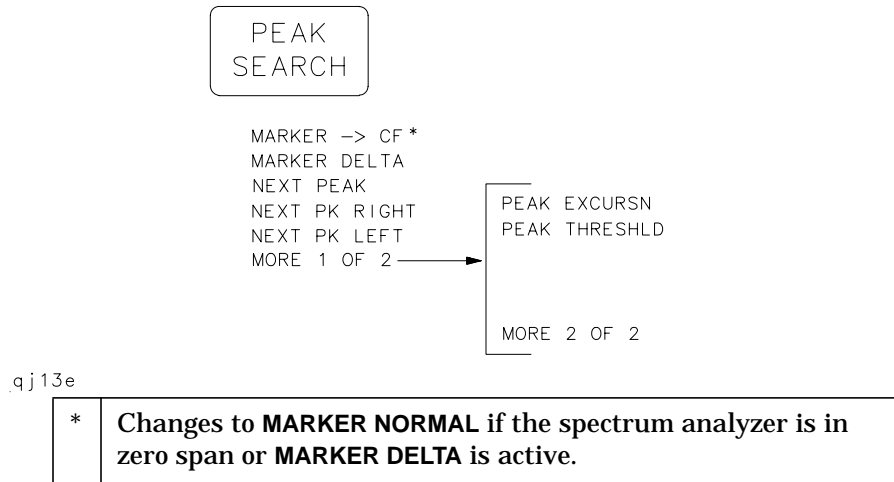 PEAK
SEARCH
MARKER −> CF*
MARKER DELTA
NEXT PEAK
NEXT PK RIGHT
NEXT PK LEFT
MORE 1 OF 2
PEAK EXCURSN
PEAK THRESHLD
MORE 2 OF 2
qj13e
* Changes to MARKER NORMAL if the spectrum analyzer is in
zero span or MARKER DELTA is active.